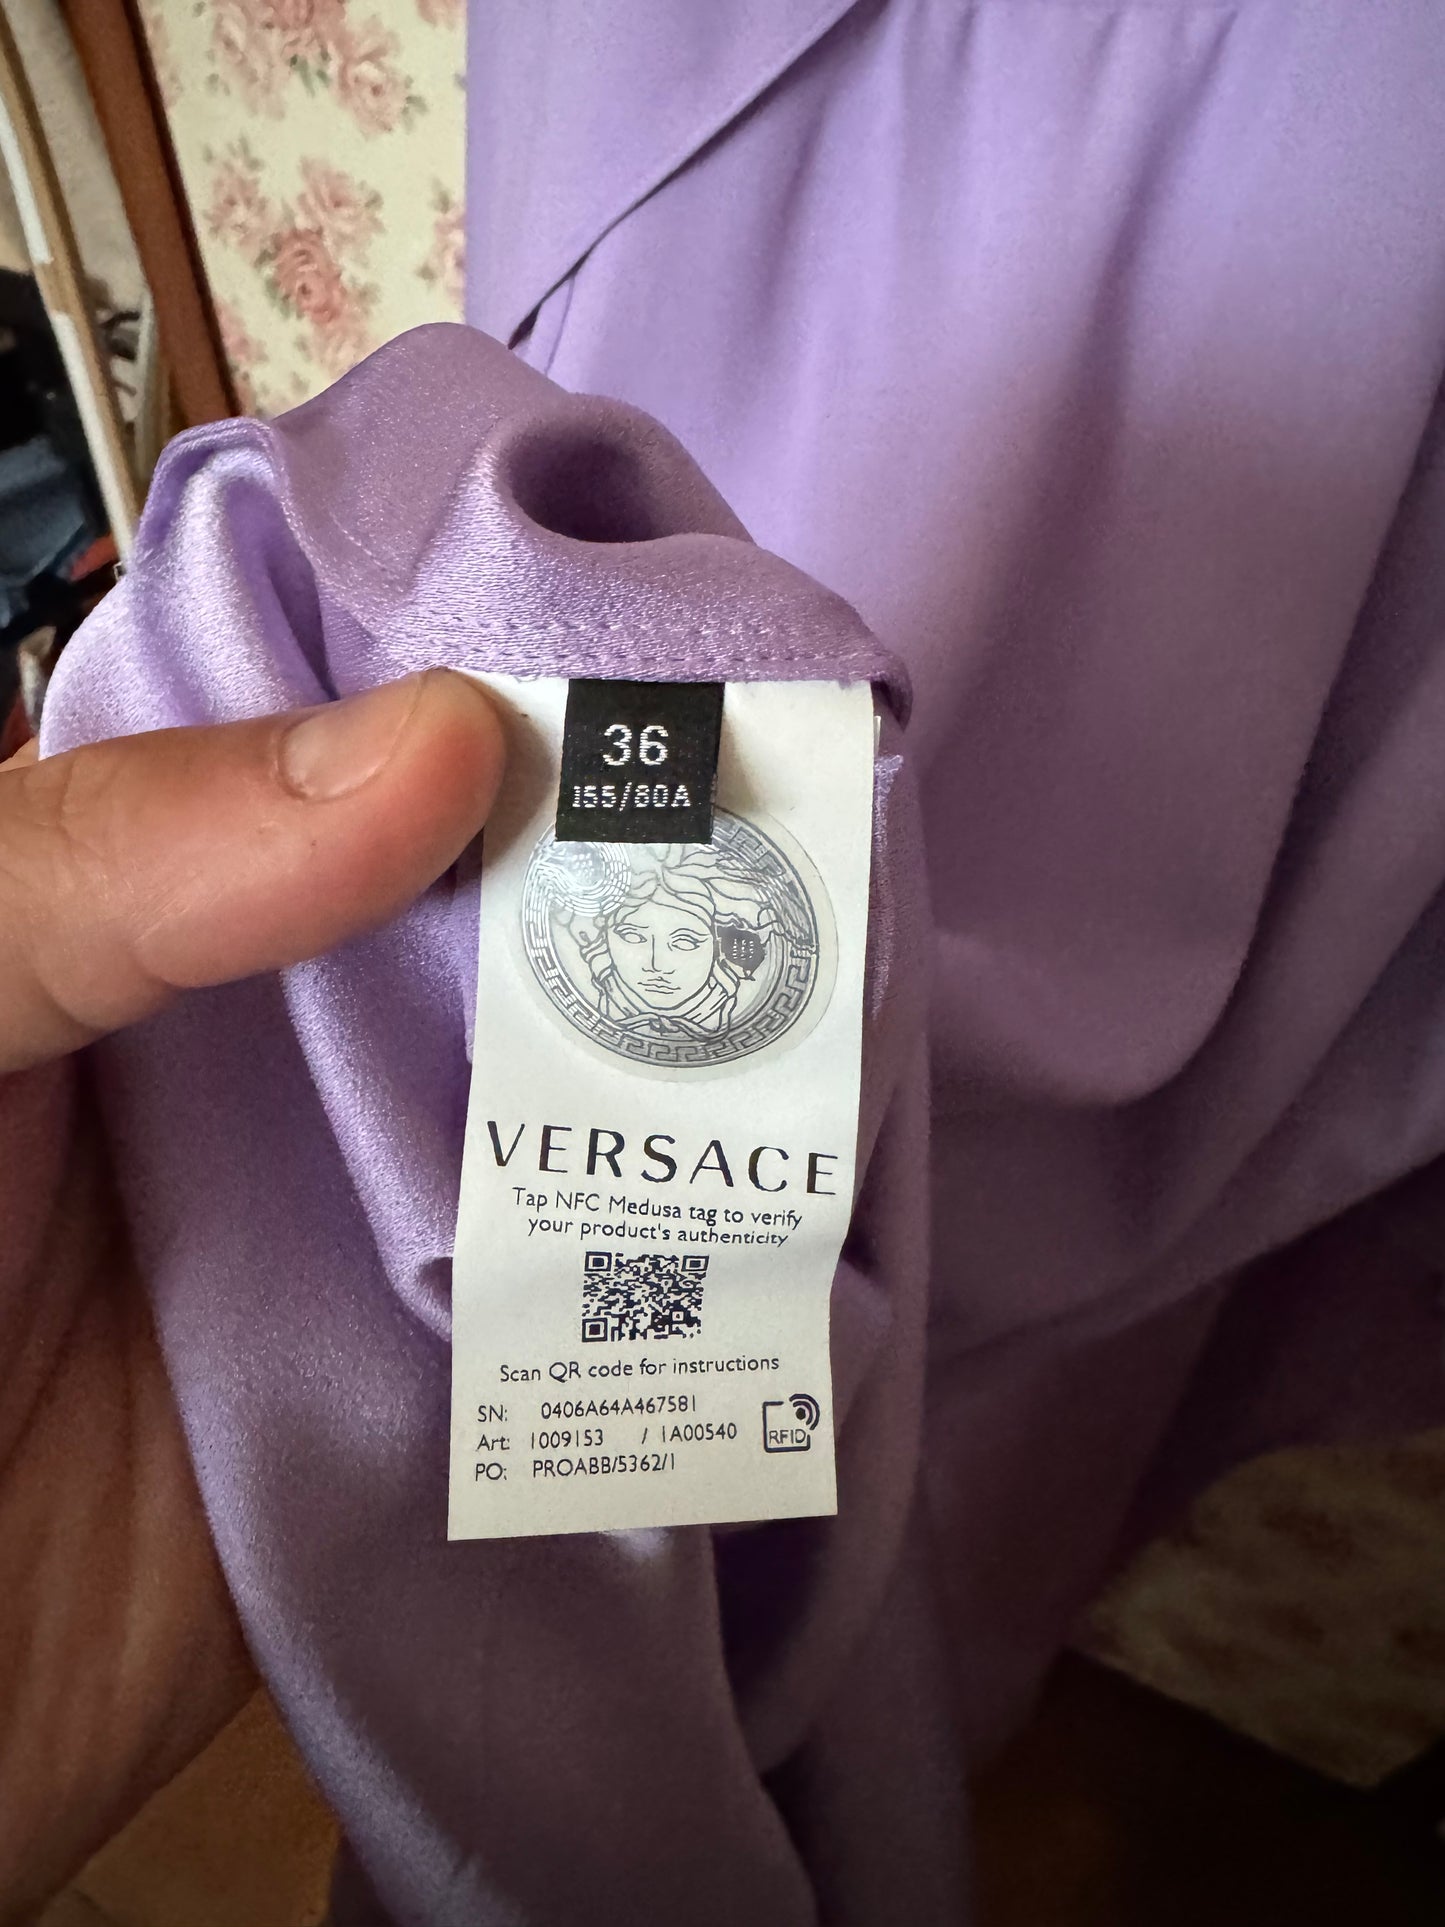 36
155/80A
VERSACE
Tap NFC Medusa tag to verify
your product's authenticity
Scan QR code for instructions
SN: 0406A64A467581
Art: 1009153 / 1A00540
RFID
PO: PROABB/5362/1